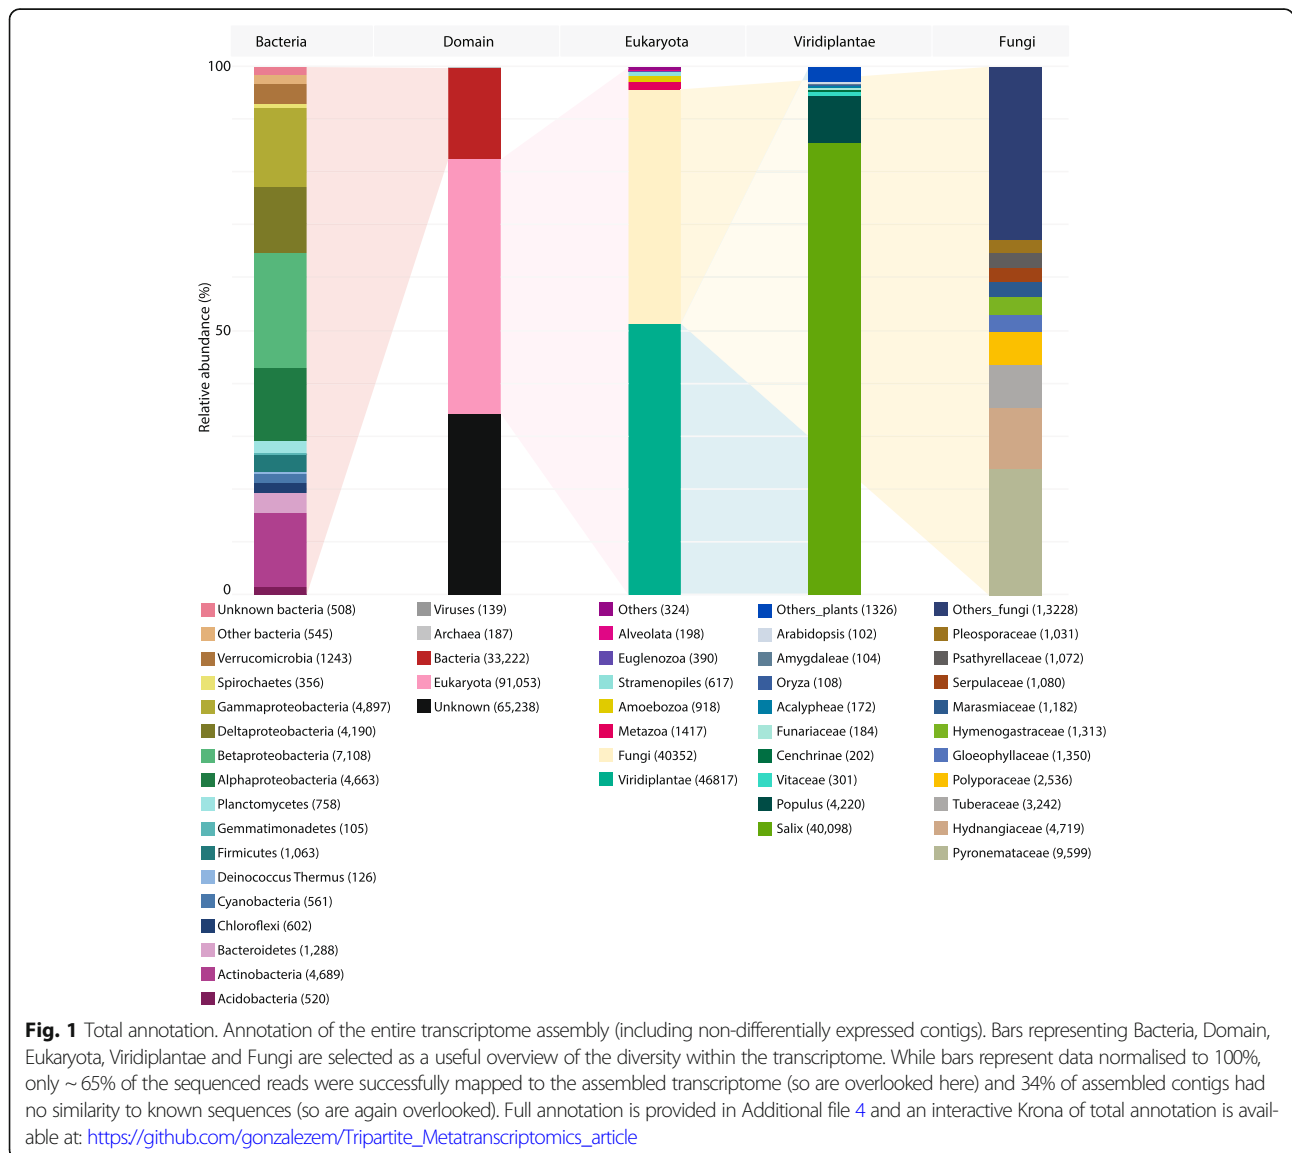 Bacteria
Domain
Eukaryota
Viridiplantae
Fungi
100
50
0
Relative abundance (%)
Unknown bacteria (508)
Other bacteria (545)
Verrucomicrobia (1243)
Spirochaetes (356)
Gammaproteobacteria (4,897)
Deltaproteobacteria (4,190)
Betaproteobacteria (7,108)
Alphaproteobacteria (4,663)
Planctomycetes (758)
Gemmatimonadetes (105)
Firmicutes (1,063)
Deinococcus Thermus (126)
Cyanobacteria (561)
Chloroflexi (602)
Bacteroidetes (1,288)
Actinobacteria (4,689)
Acidobacteria (520)
Viruses (139)
Archaea (187)
Bacteria (33,222)
Eukaryota (91,053)
Unknown (65,238)
Others (324)
Alveolata (198)
Euglenozoa (390)
Stramenopiles (617)
Amoebozoa (918)
Metazoa (1417)
Fungi (40352)
Viridiplantae (46817)
Others_plants (1326)
Arabidopsis (102)
Amygdaleae (104)
Oryza (108)
Acalypheae (172)
Funariaceae (184)
Cenchrinae (202)
Vitaceae (301)
Populus (4,220)
Salix (40,098)
Others_fungi (1,3228)
Pleosporaceae (1,031)
Psathyrellaceae (1,072)
Serpulaceae (1,080)
Marasmiaceae (1,182)
Hymenogastraceae (1,313)
Gloeophyllaceae (1,350)
Polyporaceae (2,536)
Tuberaceae (3,242)
Hydnangiaceae (4,719)
Pyronemataceae (9,599)
Fig. 1 Total annotation. Annotation of the entire transcriptome assembly (including non-differentially expressed contigs). Bars representing Bacteria, Domain,
Eukaryota, Viridiplantae and Fungi are selected as a useful overview of the diversity within the transcriptome. While bars represent data normalised to 100%,
only ~ 65% of the sequenced reads were successfully mapped to the assembled transcriptome (so are overlooked here) and 34% of assembled contigs had
no similarity to known sequences (so are again overlooked). Full annotation is provided in Additional file 4 and an interactive Krona of total annotation is avail-
able at: https://github.com/gonzalezem/Tripartite_Metatranscriptomics_article